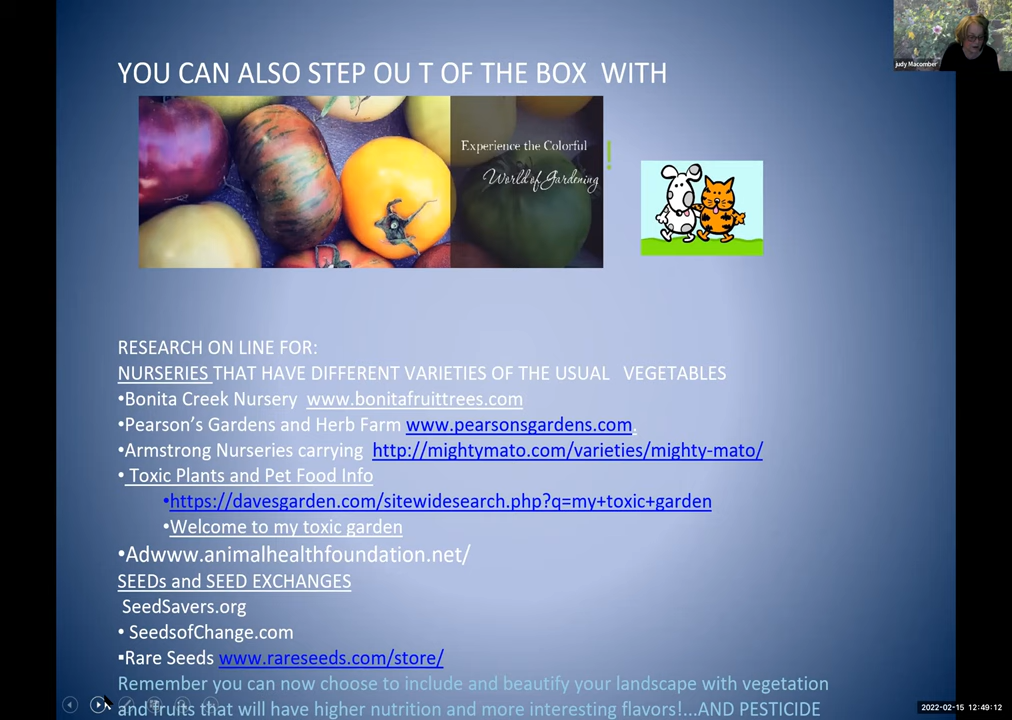 judy Macomber
YOU CAN ALSO STEP OU T OF THE BOX WITH
Experience the Colorful
World of Gardening
!
RESEARCH ON LINE FOR:
NURSERIES THAT HAVE DIFFERENT VARIETIES OF THE USUAL VEGETABLES
•Bonita Creek Nursery www.bonitafruittrees.com
•Pearson’s Gardens and Herb Farm www.pearsonsgardens.com.
•Armstrong Nurseries carrying http://mightymato.com/varieties/mighty-mato/
• Toxic Plants and Pet Food Info
•https://davesgarden.com/sitewidesearch.php?q=my+toxic+garden
•Welcome to my toxic garden
•Adwww.animalhealthfoundation.net/
SEEDs and SEED EXCHANGES
SeedSavers.org
• SeedsofChange.com
▪Rare Seeds www.rareseeds.com/store/
Remember you can now choose to include and beautify your landscape with vegetation
and fruits that will have higher nutrition and more interesting flavors!...AND PESTICIDE
2022-02-15 12:49:12